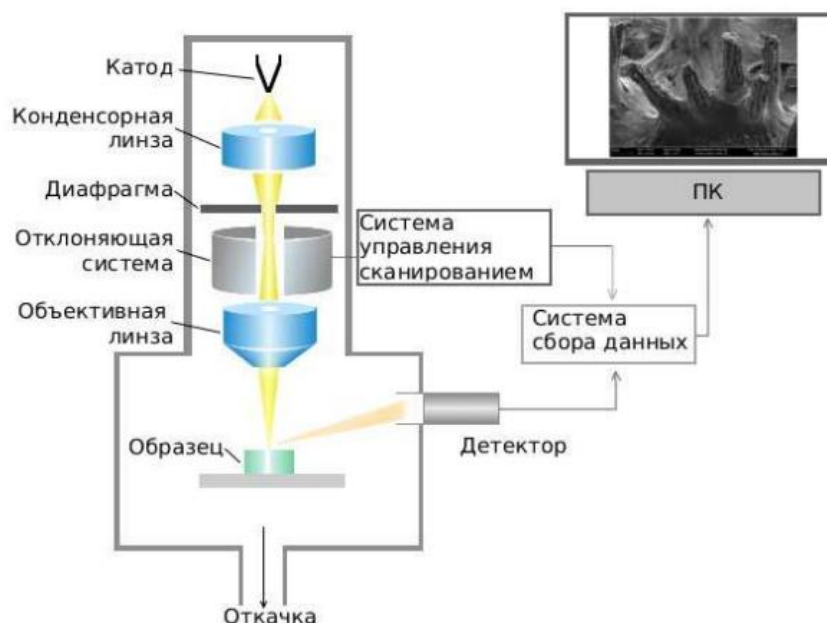 Катод
Конденсорная
линза
Диафрагма
Отклоняющая
система
Объективная
линза
Образец
Откачка
Система
управления
сканированием
Детектор
Система
сбора данных
ПК